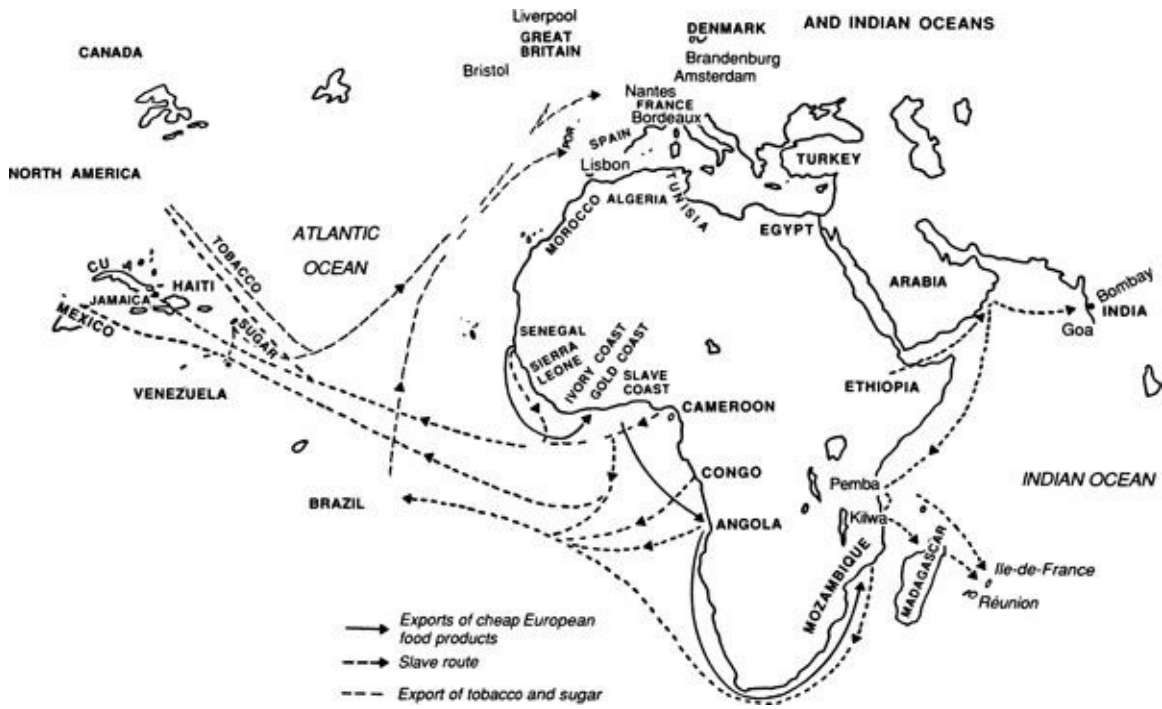 Liverpool
GREAT
BRITAIN
Bristol
DENMARK
Brandenburg
Amsterdam
AND INDIAN OCEANS
CANADA
Nantes
FRANCE
Bordeaux
POR
SPAIN
Lisbon
TURKEY
NORTH AMERICA
ATLANTIC
OCEAN
TOBACCO
MOROCCO
ALGERIA
TUNISIA
EGYPT
ARABIA
CU A
HAITI
JAMAICA
MEXICO
SUGAR
VENEZUELA
Bombay
INDIA
Goa
SENEGAL
SIERRA
LEONE
IVORY COAST
GOLD COAST
SLAVE
COAST
CAMEROON
ETHIOPIA
CONGO
BRAZIL
ANGOLA
Pemba
Kilwa
INDIAN OCEAN
MOZAMBIQUE
MADAGASCAR
Ile-de-France
Réunion
Exports of cheap European
food products
Slave route
Export of tobacco and sugar